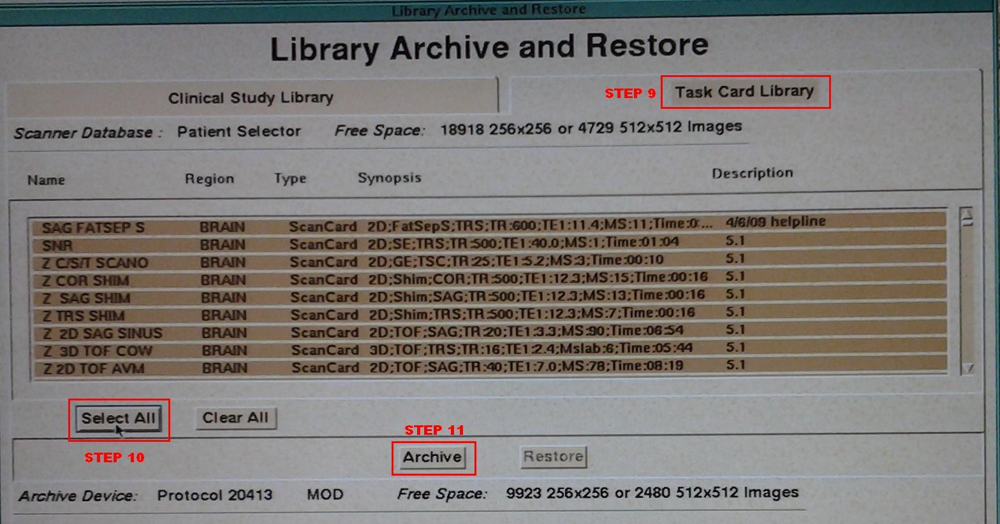 Library Archive and Restore
Library Archive and Restore
Clinical Study Library
STEP 9 Task Card Library
Scanner Database : Patient Selector Free Space: 18918 256x256 or 4729 512x512 Images
Name Region Type Synopsis Description
SAG FATSEP S BRAIN ScanCard 2D;FatSepS;TRS;TR:600;TE1:11.4;MS:11;Time:0:... 4/6/09 helpline
SNR BRAIN ScanCard 2D;SE;TRS;TR:500;TE1:40.0;MS:1;Time:01:04 5.1
Z C/S/T SCANO BRAIN ScanCard 2D;GE;TSC;TR:25;TE1:5.2;MS:3;Time:00:10 5.1
Z COR SHIM BRAIN ScanCard 2D;Shim;COR;TR:500;TE1:12.3;MS:15;Time:00:16 5.1
Z SAG SHIM BRAIN ScanCard 2D;Shim;SAG;TR:500;TE1:12.3;MS:13;Time:00:16 5.1
Z TRS SHIM BRAIN ScanCard 2D;Shim;TRS;TR:500;TE1:12.3;MS:7;Time:00:16 5.1
Z 2D SAG SINUS BRAIN ScanCard 2D;TOF;SAG;TR:20;TE1:3.3;MS:90;Time:06:54 5.1
Z 3D TOF COW BRAIN ScanCard 3D;TOF;TRS;TR:16;TE1:2.4;Mslab:6;Time:05:44 5.1
Z 2D TOF AVM BRAIN ScanCard 2D;TOF;SAG;TR:40;TE1:7.0;MS:78;Time:08:19 5.1
Select All Clear All
STEP 11
STEP 10
Archive Restore
Archive Device: Protocol 20413 MOD Free Space: 9923 256x256 or 2480 512x512 Images